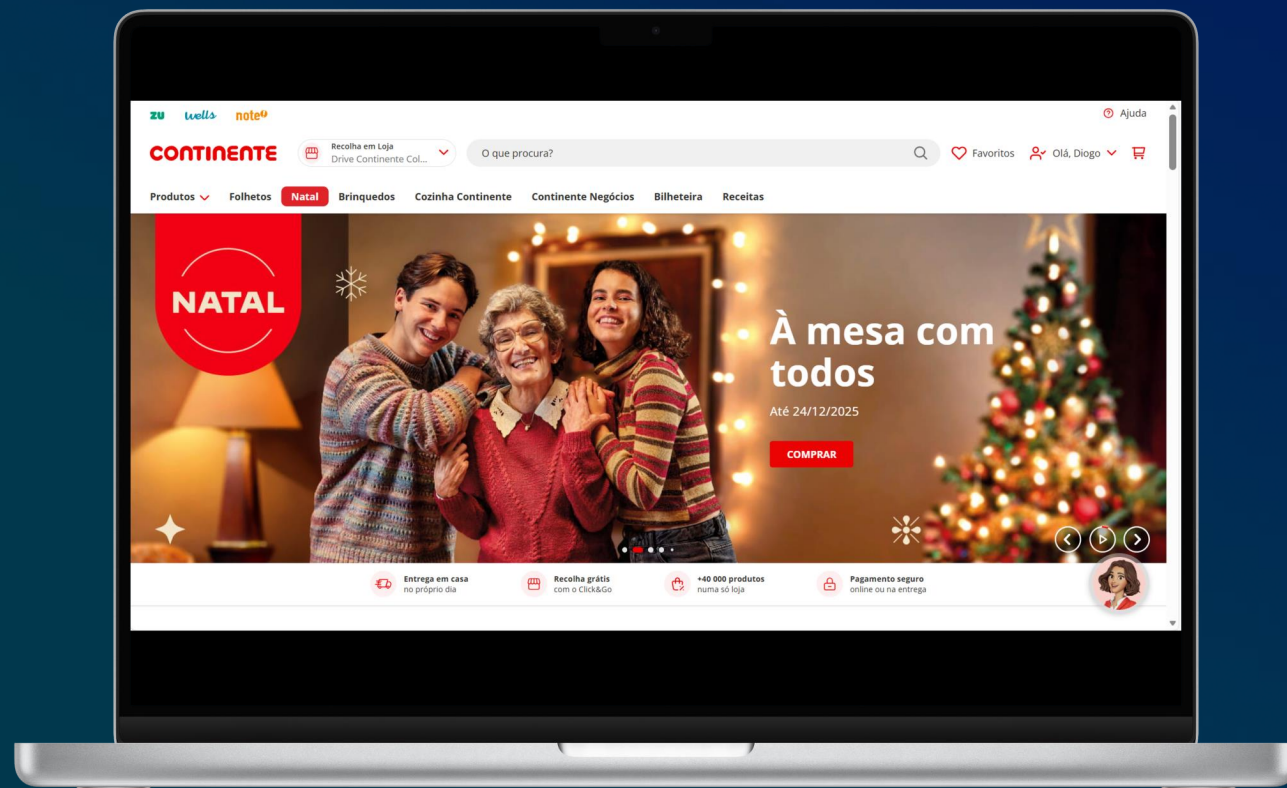 zu wells note!
Ajuda
CONTINENTE
Recolha em Loja
Drive Continente Col...
O que procura?
Favoritos
Olá, Diogo
Produtos Folhetos Natal Brinquedos Cozinha Continente Continente Negócios Bilheteira Receitas
NATAL
À mesa com
todos
Até 24/12/2025
COMPRAR
Entrega em casa
no próprio dia
Recolha grátis
com o Click&Go
+40 000 produtos
numa só loja
Pagamento seguro
online ou na entrega